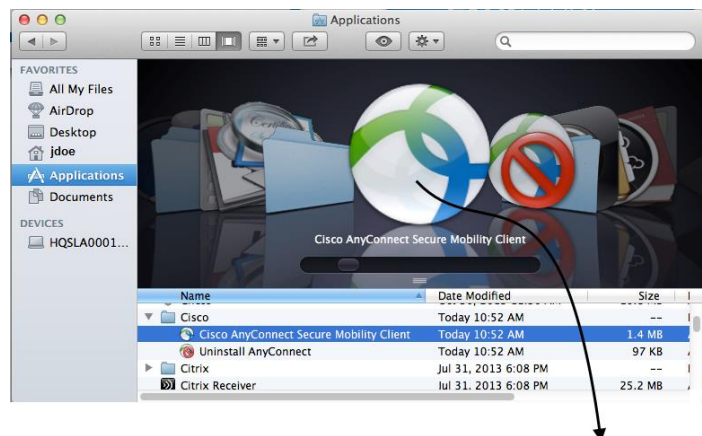 Applications
FAVORITES
All My Files
AirDrop
Desktop
jdoe
Applications
Documents
DEVICES
HQSLA0001...
Cisco AnyConnect Secure Mobility Client
Name Date Modified Size
Cisco Today 10:52 AM --
Cisco AnyConnect Secure Mobility Client Today 10:52 AM 1.4 MB
Uninstall AnyConnect Today 10:52 AM 97 KB
Citrix Jul 31, 2013 6:08 PM --
Citrix Receiver Jul 31, 2013 6:08 PM 25.2 MB